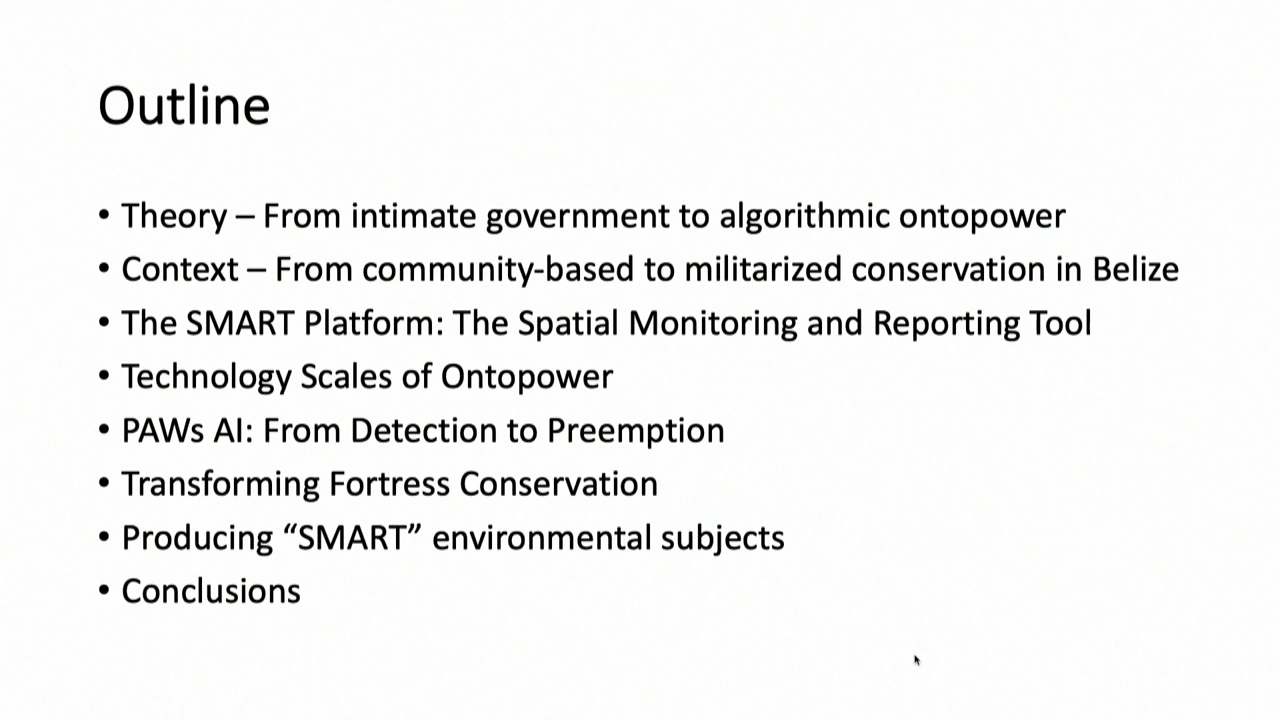 Outline
• Theory – From intimate government to algorithmic ontopower
• Context – From community-based to militarized conservation in Belize
• The SMART Platform: The Spatial Monitoring and Reporting Tool
• Technology Scales of Ontopower
• PAWs AI: From Detection to Preemption
• Transforming Fortress Conservation
• Producing “SMART” environmental subjects
• Conclusions